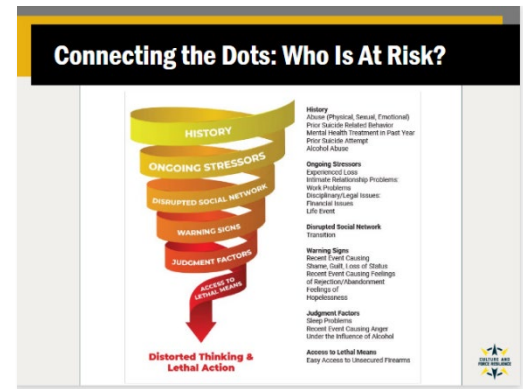 Connecting the Dots: Who Is At Risk?
HISTORY
ONGOING STRESSORS
DISRUPTED SOCIAL NETWORK
WARNING SIGNS
JUDGMENT FACTORS
ACCESS TO
LETHAL MEANS
Distorted Thinking &
Lethal Action
History
Abuse (Physical, Sexual, Emotional)
Prior Suicide Related Behavior
Mental Health Treatment in Past Year
Prior Suicide Attempt
Alcohol Abuse
Ongoing Stressors
Experienced Loss
Intimate Relationship Problems:
Work Problems
Disciplinary/Legal Issues:
Financial Issues
Life Event
Disrupted Social Network
Transition
Warning Signs
Recent Event Causing
Shame, Guilt, Loss of Status
Recent Event Causing Feelings
of Rejection/Abandonment
Feelings of
Hopelessness
Judgment Factors
Sleep Problems
Recent Event Causing Anger
Under the Influence of Alcohol
Access to Lethal Means
Easy Access to Unsecured Firearms
CULTURE AND
FORCE RESILIENCE